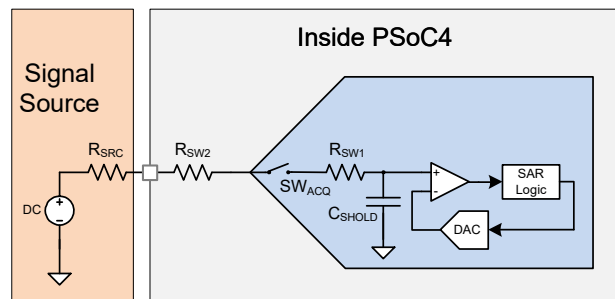 Inside PSoC4
Signal
Source
RSRC
RSW2
RSW1
SWACQ
CSHOLD
DC
+
-
+
-
SAR
Logic
DAC